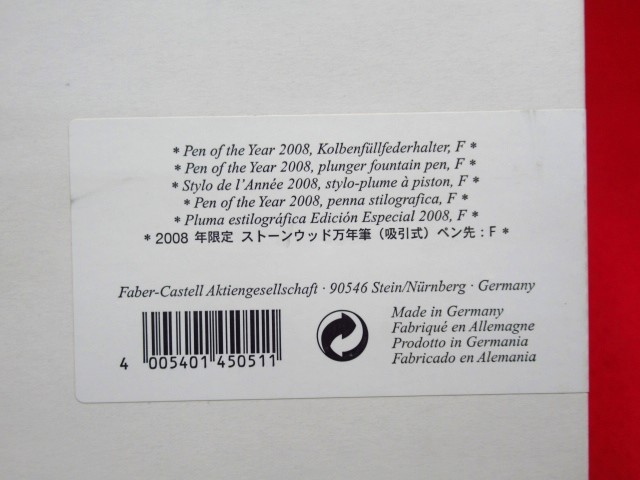 * Pen of the Year 2008, Kolbenfüllfederhalter, F *
* Pen of the Year 2008, plunger fountain pen, F *
* Stylo de l'Année 2008, stylo-plume à piston, F *
* Pen of the Year 2008, penna stilografica, F *
* Pluma estilográfica Edición Especial 2008, F *
* 2008 年限定 ストーンウッド万年筆（吸引式）ペン先：F *
Faber-Castell Aktiengesellschaft · 90546 Stein/Nürnberg · Germany
Made in Germany
Fabriqué en Allemagne
Prodotto in Germania
Fabricado en Alemania
4 005401 450511